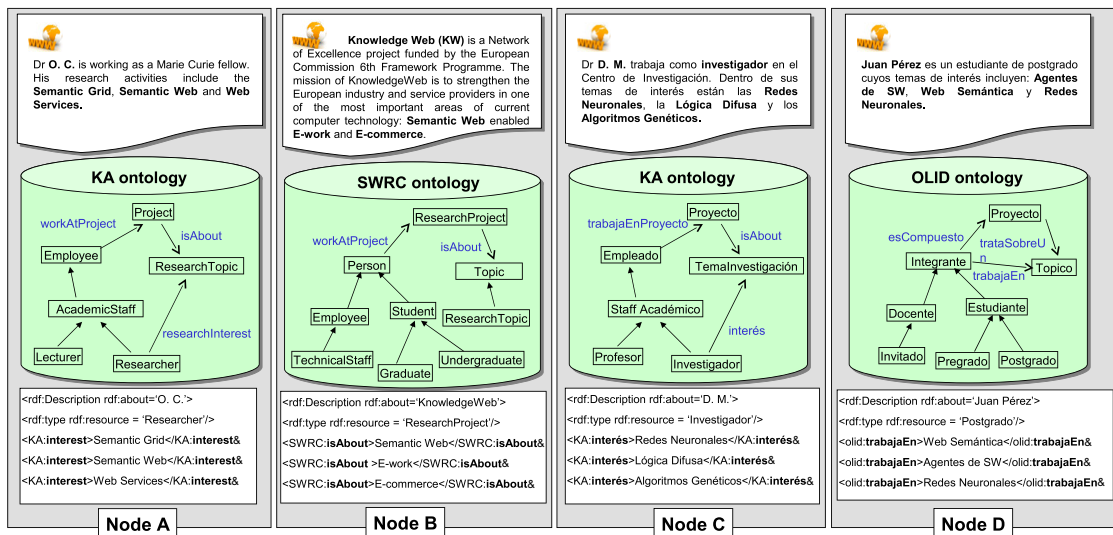 WWW
Dr O. C. is working as a Marie Curie fellow.
His research activities include the
Semantic Grid, Semantic Web and Web
Services.
KA ontology
Project
workAtProject
isAbout
Employee
ResearchTopic
AcademicStaff
researchInterest
Lecturer
Researcher
<rdf:Description rdf:about='O. C.'>
<rdf:type rdf:resource = 'Researcher'/>
<KA:interest>Semantic Grid</KA:interest&
<KA:interest>Semantic Web</KA:interest&
<KA:interest>Web Services</KA:interest&
Node A
WWW
Knowledge Web (KW) is a Network
of Excellence project funded by the European
Commission 6th Framework Programme. The
mission of KnowledgeWeb is to strengthen the
European industry and service providers in one
of the most important areas of current
computer technology: Semantic Web enabled
E-work and E-commerce.
SWRC ontology
ResearchProject
workAtProject
isAbout
Person
Topic
Employee
Student
ResearchTopic
TechnicalStaff
Undergraduate
Graduate
<rdf:Description rdf:about='KnowledgeWeb'>
<rdf:type rdf:resource = 'ResearchProject'/>
<SWRC:isAbout>Semantic Web</SWRC:isAbout&
<SWRC:isAbout >E-work</SWRC:isAbout&
<SWRC:isAbout>E-commerce</SWRC:isAbout&
Node B
WWW
Dr D. M. trabaja como investigador en el
Centro de Investigación. Dentro de sus
temas de interés están las Redes
Neuronales, la Lógica Difusa y los
Algoritmos Genéticos.
KA ontology
Proyecto
trabajaEnProyecto
isAbout
Empleado
TemaInvestigación
Staff Académico
interés
Profesor
Investigador
<rdf:Description rdf:about='D. M.'>
<rdf:type rdf:resource = 'Investigador'/>
<KA:interés>Redes Neuronales</KA:interés&
<KA:interés>Lógica Difusa</KA:interés&
<KA:interés>Algoritmos Genéticos</KA:interés&
Node C
WWW
Juan Pérez es un estudiante de postgrado
cuyos temas de interés incluyen: Agentes
de SW, Web Semántica y Redes
Neuronales.
OLID ontology
Proyecto
esCompuesto
trataSobreU
n
Integrante
Topico
trabajaEn
Docente
Estudiante
Invitado
Pregrado
Postgrado
<rdf:Description rdf:about='Juan Pérez'>
<rdf:type rdf:resource = 'Postgrado'/>
<olid:trabajaEn>Web Semántica</olid:trabajaEn&
<olid:trabajaEn>Agentes de SW</olid:trabajaEn&
<olid:trabajaEn>Redes Neuronales</olid:trabajaEn&
Node D